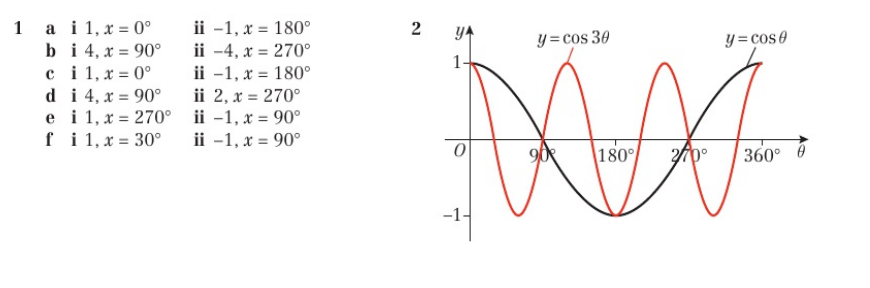 1 a i 1, x = 0° ii −1, x = 180°
b i 4, x = 90° ii −4, x = 270°
c i 1, x = 0° ii −1, x = 180°
d i 4, x = 90° ii 2, x = 270°
e i 1, x = 270° ii −1, x = 90°
f i 1, x = 30° ii −1, x = 90°
2
y
y = cos 3θ y = cos θ
1
O 90° 180° 270° 360° θ
−1